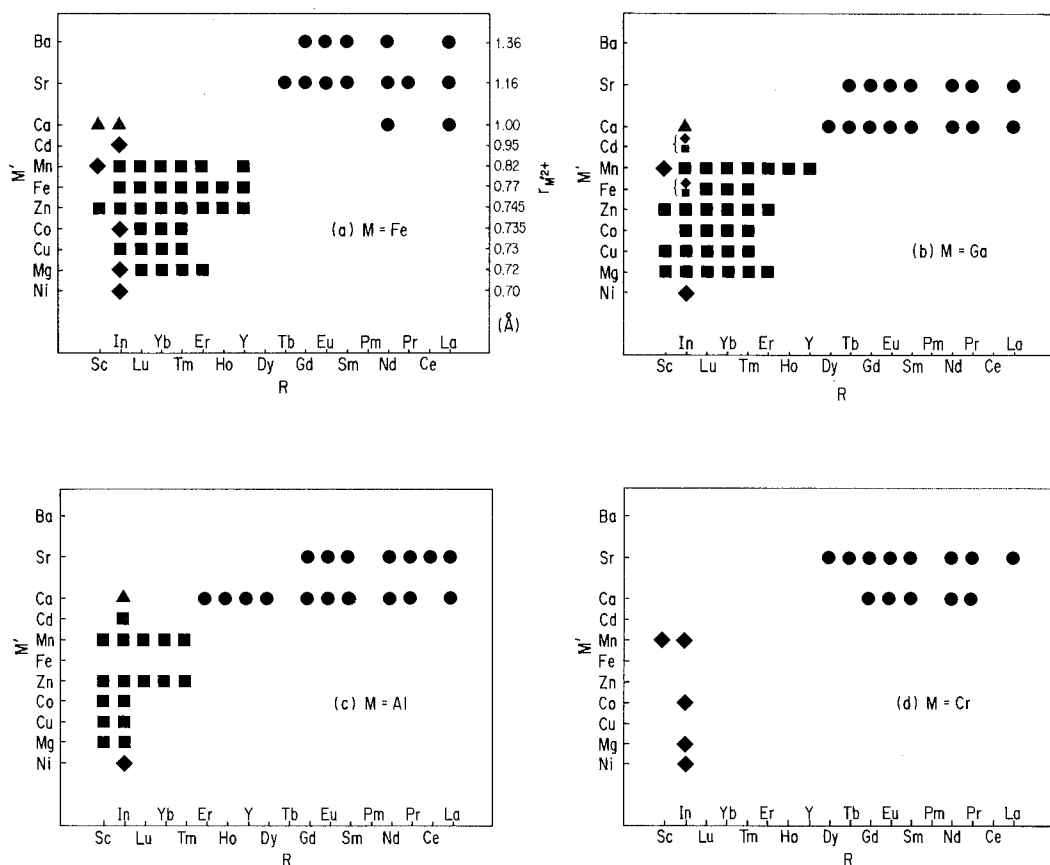 Ba
Sr
Ca
Cd
Mn
Fe
Zn
Co
Cu
Mg
Ni
M′
1.36
1.16
1.00
0.95
0.82
0.77
0.745
0.735
0.73
0.72
0.70
(Å)
r M′2+
(a) M = Fe
In Yb Er Y Tb Eu Pm Pr La
Sc Lu Tm Ho Dy Gd Sm Nd Ce
R
Ba
Sr
Ca
Cd
Mn
Fe
Zn
Co
Cu
Mg
Ni
M′
(b) M = Ga
In Yb Er Y Tb Eu Pm Pr La
Sc Lu Tm Ho Dy Gd Sm Nd Ce
R
Ba
Sr
Ca
Cd
Mn
Fe
Zn
Co
Cu
Mg
Ni
M′
(c) M = Al
In Yb Er Y Tb Eu Pm Pr La
Sc Lu Tm Ho Dy Gd Sm Nd Ce
R
Ba
Sr
Ca
Cd
Mn
Fe
Zn
Co
Cu
Mg
Ni
M′
(d) M = Cr
In Yb Er Y Tb Eu Pm Pr La
Sc Lu Tm Ho Dy Gd Sm Nd Ce
R